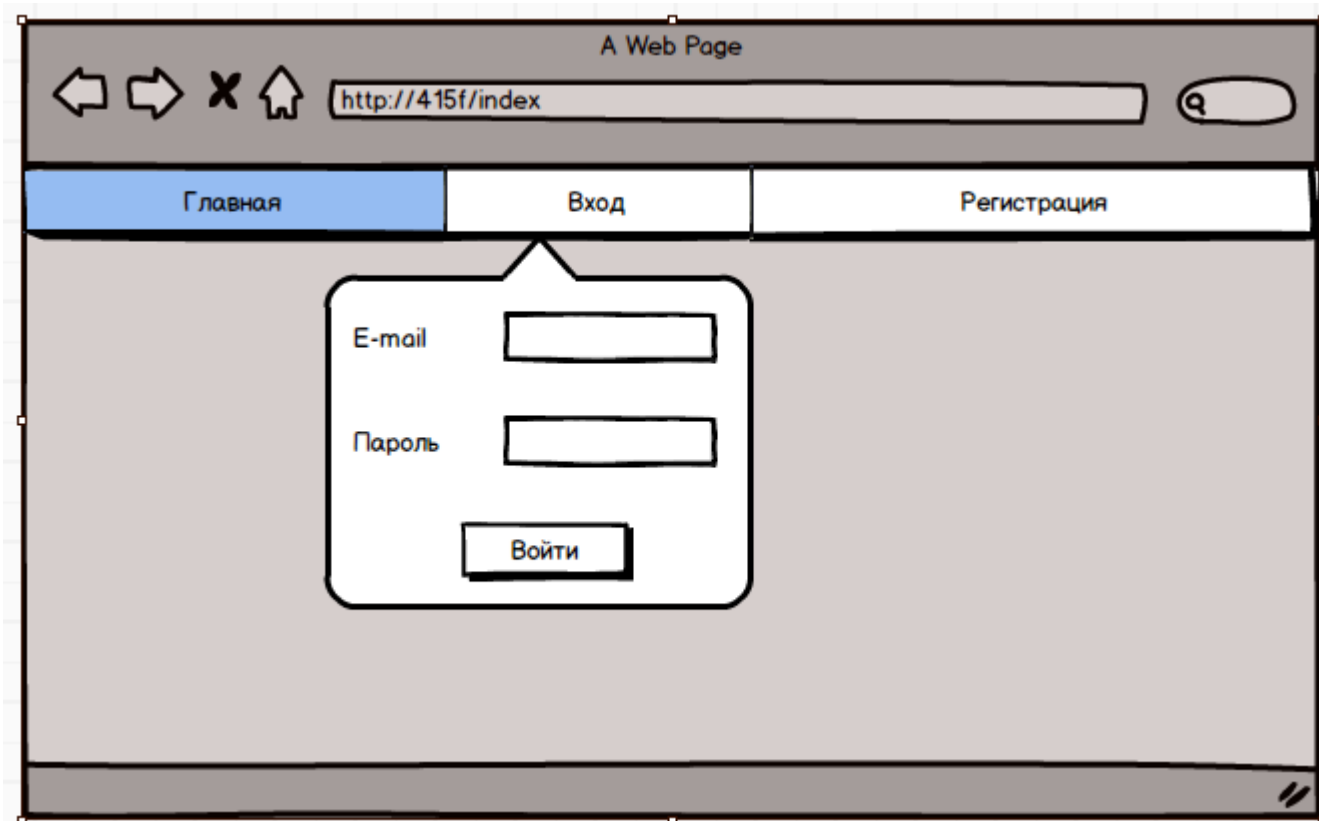 A Web Page
http://415f/index
Главная Вход Регистрация
E-mail
Пароль
Войти